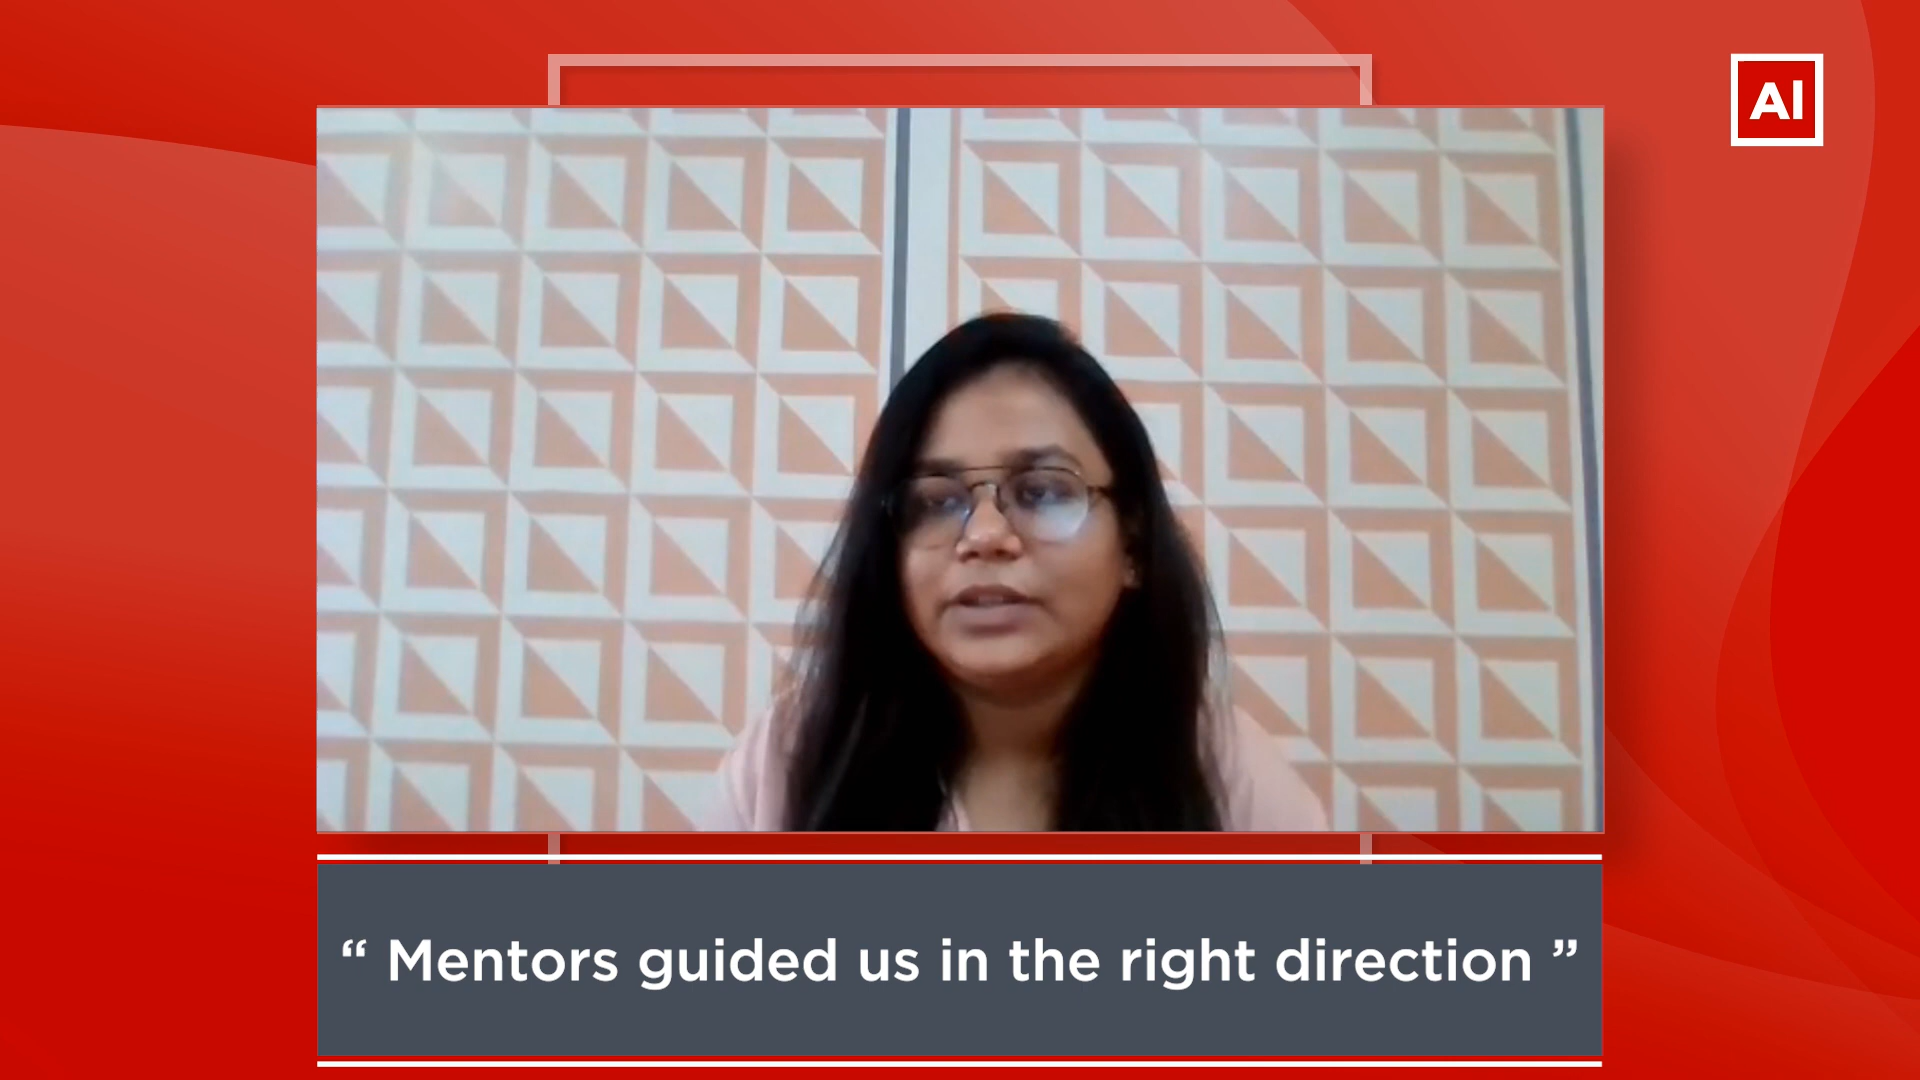 AI
“ Mentors guided us in the right direction ”